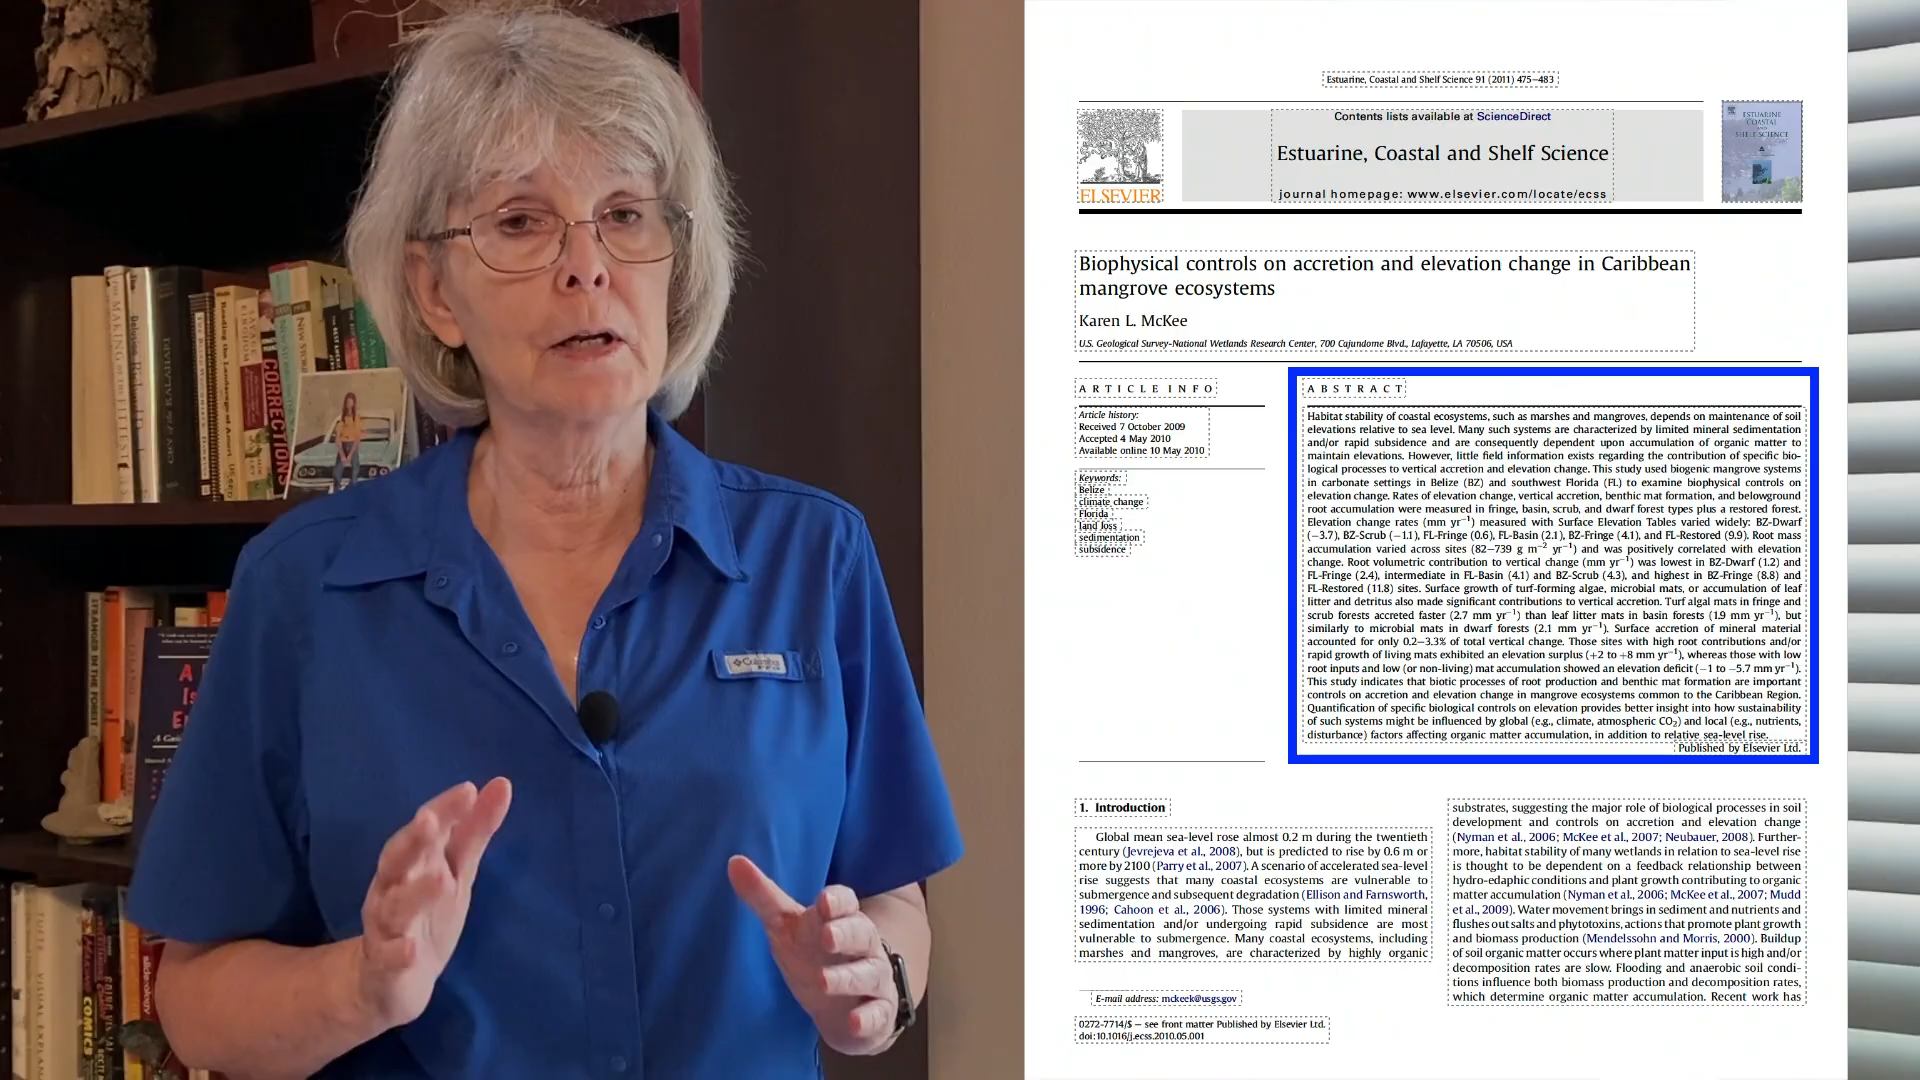 Estuarine, Coastal and Shelf Science 91 (2011) 475–483
Contents lists available at ScienceDirect
Estuarine, Coastal and Shelf Science
journal homepage: www.elsevier.com/locate/ecss
ELSEVIER
ESTUARINE
COASTAL
AND
SHELF SCIENCE
Biophysical controls on accretion and elevation change in Caribbean
mangrove ecosystems
Karen L. McKee
U.S. Geological Survey-National Wetlands Research Center, 700 Cajundome Blvd., Lafayette, LA 70506, USA
ARTICLE INFO
Article history:
Received 7 October 2009
Accepted 4 May 2010
Available online 10 May 2010
Keywords:
Belize
climate change
Florida
land loss
sedimentation
subsidence
ABSTRACT
Habitat stability of coastal ecosystems, such as marshes and mangroves, depends on maintenance of soil
elevations relative to sea level. Many such systems are characterized by limited mineral sedimentation
and/or rapid subsidence and are consequently dependent upon accumulation of organic matter to
maintain elevations. However, little field information exists regarding the contribution of specific bio-
logical processes to vertical accretion and elevation change. This study used biogenic mangrove systems
in carbonate settings in Belize (BZ) and southwest Florida (FL) to examine biophysical controls on
elevation change. Rates of elevation change, vertical accretion, benthic mat formation, and belowground
root accumulation were measured in fringe, basin, scrub, and dwarf forest types plus a restored forest.
Elevation change rates (mm yr⁻¹) measured with Surface Elevation Tables varied widely: BZ-Dwarf
(−3.7), BZ-Scrub (−1.1), FL-Fringe (0.6), FL-Basin (2.1), BZ-Fringe (4.1), and FL-Restored (9.9). Root mass
accumulation varied across sites (82–739 g m⁻² yr⁻¹) and was positively correlated with elevation
change. Root volumetric contribution to vertical change (mm yr⁻¹) was lowest in BZ-Dwarf (1.2) and
FL-Fringe (2.4), intermediate in FL-Basin (4.1) and BZ-Scrub (4.3), and highest in BZ-Fringe (8.8) and
FL-Restored (11.8) sites. Surface growth of turf-forming algae, microbial mats, or accumulation of leaf
litter and detritus also made significant contributions to vertical accretion. Turf algal mats in fringe and
scrub forests accreted faster (2.7 mm yr⁻¹) than leaf litter mats in basin forests (1.9 mm yr⁻¹), but
similarly to microbial mats in dwarf forests (2.1 mm yr⁻¹). Surface accretion of mineral material
accounted for only 0.2–3.3% of total vertical change. Those sites with high root contributions and/or
rapid growth of living mats exhibited an elevation surplus (+2 to +8 mm yr⁻¹), whereas those with low
root inputs and low (or non-living) mat accumulation showed an elevation deficit (−1 to −5.7 mm yr⁻¹).
This study indicates that biotic processes of root production and benthic mat formation are important
controls on accretion and elevation change in mangrove ecosystems common to the Caribbean Region.
Quantification of specific biological controls on elevation provides better insight into how sustainability
of such systems might be influenced by global (e.g., climate, atmospheric CO₂) and local (e.g., nutrients,
disturbance) factors affecting organic matter accumulation, in addition to relative sea-level rise.
Published by Elsevier Ltd.
1. Introduction
Global mean sea-level rose almost 0.2 m during the twentieth
century (Jevrejeva et al., 2008), but is predicted to rise by 0.6 m or
more by 2100 (Parry et al., 2007). A scenario of accelerated sea-level
rise suggests that many coastal ecosystems are vulnerable to
submergence and subsequent degradation (Ellison and Farnsworth,
1996; Cahoon et al., 2006). Those systems with limited mineral
sedimentation and/or undergoing rapid subsidence are most
vulnerable to submergence. Many coastal ecosystems, including
marshes and mangroves, are characterized by highly organic
E-mail address: mckeek@usgs.gov
0272-7714/$ – see front matter Published by Elsevier Ltd.
doi:10.1016/j.ecss.2010.05.001
substrates, suggesting the major role of biological processes in soil
development and controls on accretion and elevation change
(Nyman et al., 2006; McKee et al., 2007; Neubauer, 2008). Further-
more, habitat stability of many wetlands in relation to sea-level rise
is thought to be dependent on a feedback relationship between
hydro-edaphic conditions and plant growth contributing to organic
matter accumulation (Nyman et al., 2006; McKee et al., 2007; Mudd
et al., 2009). Water movement brings in sediment and nutrients and
flushes out salts and phytotoxins, actions that promote plant growth
and biomass production (Mendelssohn and Morris, 2000). Buildup
of soil organic matter occurs where plant matter input is high and/or
decomposition rates are slow. Flooding and anaerobic soil condi-
tions influence both biomass production and decomposition rates,
which determine organic matter accumulation. Recent work has
Columbia
CORRECTIONS
THE MAKING OF THE FITTEST
STRANGER IN THE FOREST
VISUAL EXPLAN
COMICS
slide:ology